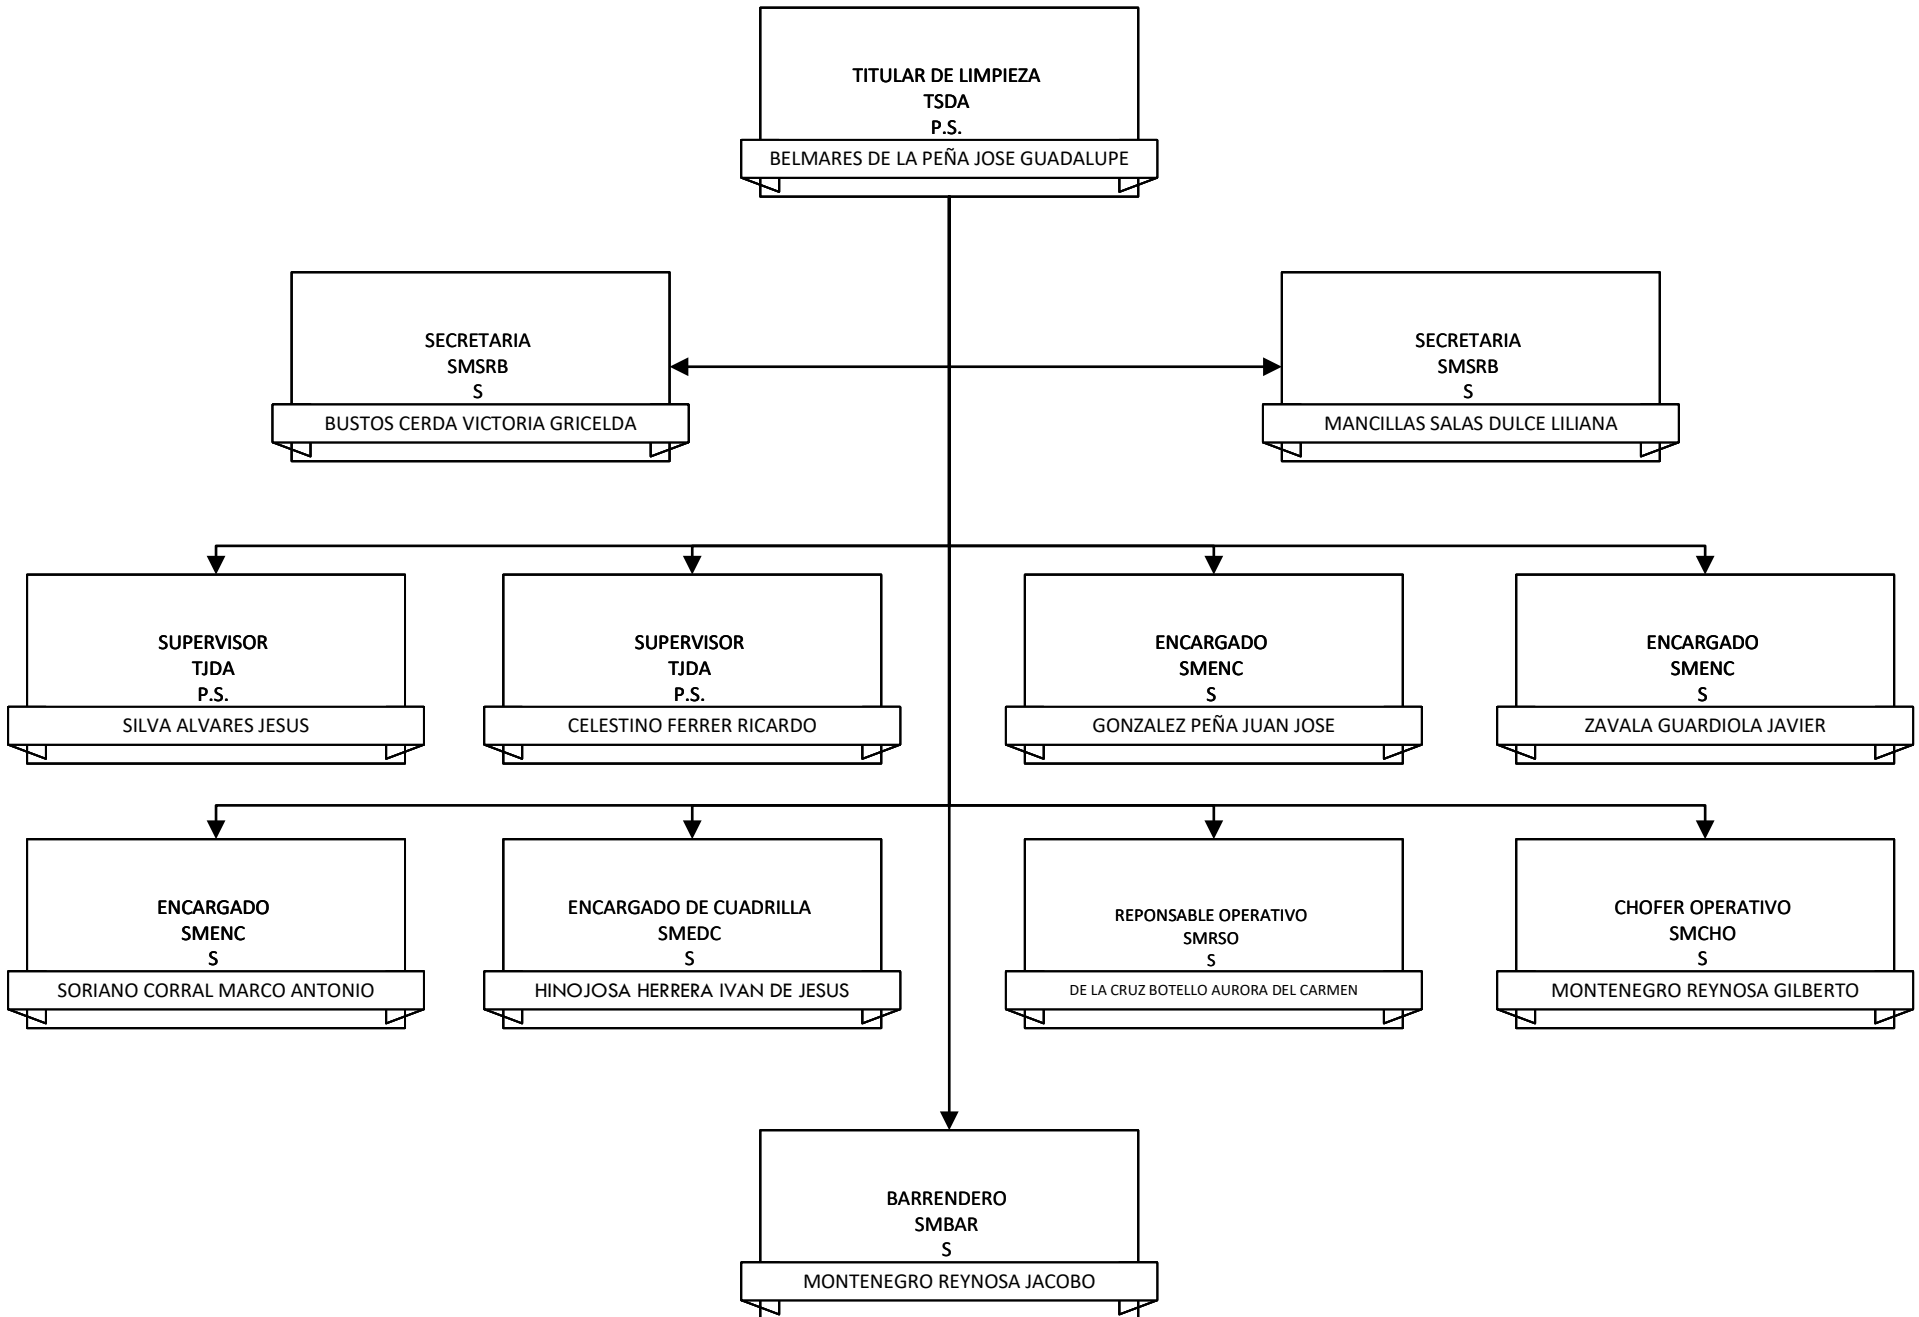 TITULAR DE LIMPIEZA
TSDA
P.S.
BELMARES DE LA PEÑA JOSE GUADALUPE
SECRETARIA
SMSRB
S
BUSTOS CERDA VICTORIA GRICELDA
SECRETARIA
SMSRB
S
MANCILLAS SALAS DULCE LILIANA
SUPERVISOR
TJDA
P.S.
SILVA ALVARES JESUS
SUPERVISOR
TJDA
P.S.
CELESTINO FERRER RICARDO
ENCARGADO
SMENC
S
GONZALEZ PEÑA JUAN JOSE
ENCARGADO
SMENC
S
ZAVALA GUARDIOLA JAVIER
ENCARGADO
SMENC
S
SORIANO CORRAL MARCO ANTONIO
ENCARGADO DE CUADRILLA
SMEDC
S
HINOJOSA HERRERA IVAN DE JESUS
REPONSABLE OPERATIVO
SMRSO
S
DE LA CRUZ BOTELLO AURORA DEL CARMEN
CHOFER OPERATIVO
SMCHO
S
MONTENEGRO REYNOSA GILBERTO
BARRENDERO
SMBAR
S
MONTENEGRO REYNOSA JACOBO